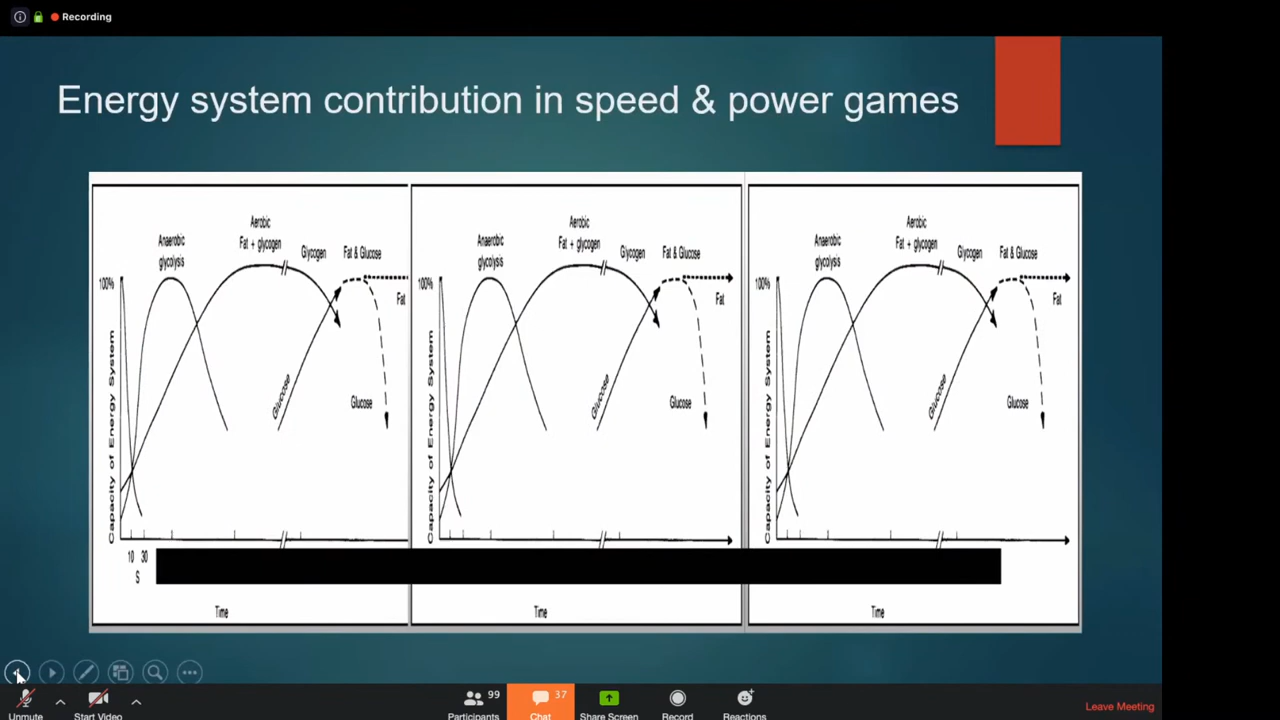 Recording
Energy system contribution in speed & power games
Aerobic
Anaerobic
Fat + glycogen
Glycogen
Fat & Glucose
glycolysis
100%
Fat
Glucose
Glucose
Capacity of Energy System
10 30
S
Time
Aerobic
Anaerobic
Fat + glycogen
Glycogen
Fat & Glucose
glycolysis
100%
Fat
Glucose
Glucose
Capacity of Energy System
Time
Aerobic
Anaerobic
Fat + glycogen
Glycogen
Fat & Glucose
glycolysis
100%
Fat
Glucose
Glucose
Capacity of Energy System
Time
Unmute
Start Video
99
Participants
37
Chat
Share Screen
Record
Reactions
Leave Meeting